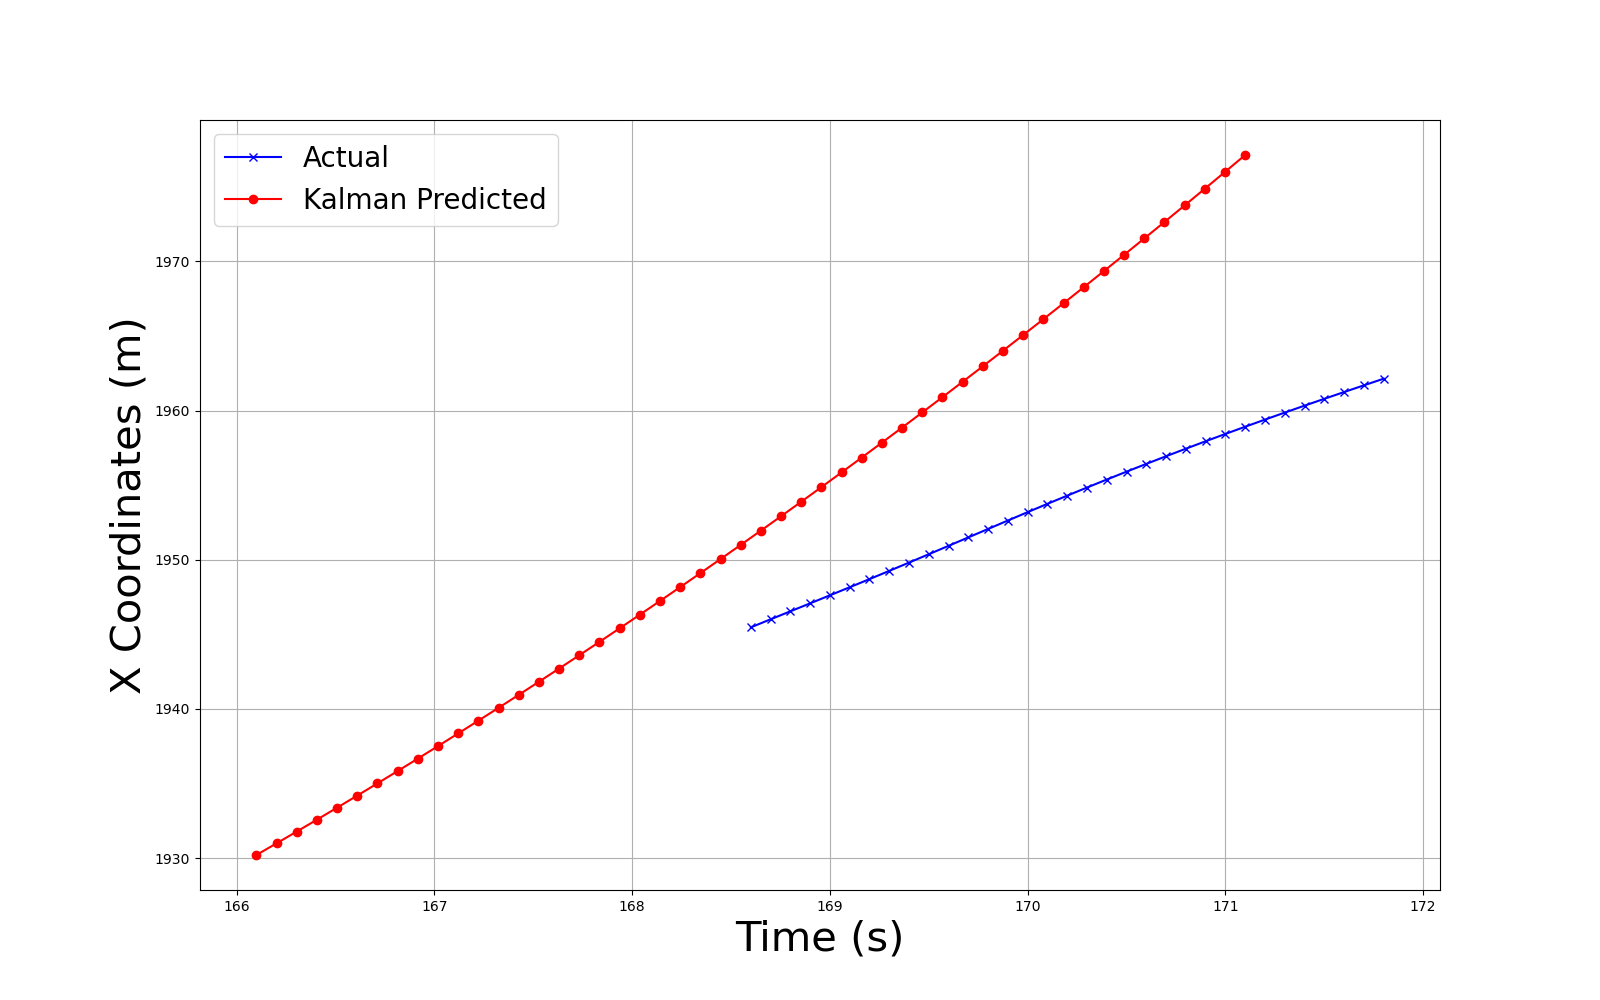 Actual
Kalman Predicted
1970
1960
1950
1940
1930
X Coordinates (m)
166 167 168 169 170 171 172
Time (s)